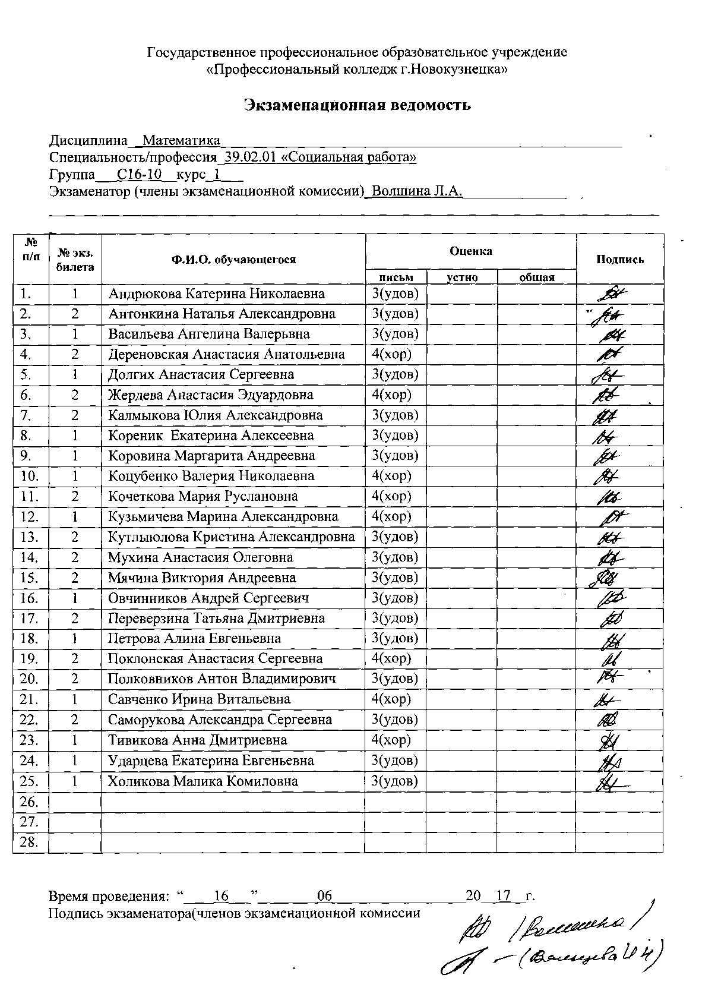 Государственное профессиональное образовательное учреждение
«Профессиональный колледж г.Новокузнецка»
Экзаменационная ведомость
Дисциплина Математика
Специальность/профессия 39.02.01 «Социальная работа»
Группа С16-10 курс 1
Экзаменатор (члены экзаменационной комиссии) Волшина Л.А.
№ п/п № экз. билета Ф.И.О. обучающегося Оценка Подпись
письм устно общая
1. 1 Андрюкова Катерина Николаевна 3(удов)
2. 2 Антонкина Наталья Александровна 3(удов)
3. 1 Васильева Ангелина Валерьвна 3(удов)
4. 2 Дереновская Анастасия Анатольевна 4(хор)
5. 1 Долгих Анастасия Сергеевна 3(удов)
6. 2 Жердева Анастасия Эдуардовна 4(хор)
7. 2 Калмыкова Юлия Александровна 3(удов)
8. 1 Кореник Екатерина Алексеевна 3(удов)
9. 1 Коровина Маргарита Андреевна 3(удов)
10. 1 Коцубенко Валерия Николаевна 4(хор)
11. 2 Кочеткова Мария Руслановна 4(хор)
12. 1 Кузьмичева Марина Александровна 4(хор)
13. 2 Кутлыюлова Кристина Александровна 3(удов)
14. 2 Мухина Анастасия Олеговна 3(удов)
15. 2 Мячина Виктория Андреевна 3(удов)
16. 1 Овчинников Андрей Сергеевич 3(удов)
17. 2 Переверзина Татьяна Дмитриевна 3(удов)
18. 1 Петрова Алина Евгеньевна 3(удов)
19. 2 Поклонская Анастасия Сергеевна 4(хор)
20. 2 Полковников Антон Владимирович 3(удов)
21. 1 Савченко Ирина Витальевна 4(хор)
22. 2 Саморукова Александра Сергеевна 3(удов)
23. 1 Тивикова Анна Дмитриевна 4(хор)
24. 1 Ударцева Екатерина Евгеньевна 3(удов)
25. 1 Холикова Малика Комиловна 3(удов)
26.
27.
28.
Время проведения: “ 16 ” 06 20 17 г.
Подпись экзаменатора(членов экзаменационной комиссии
/Волшина/